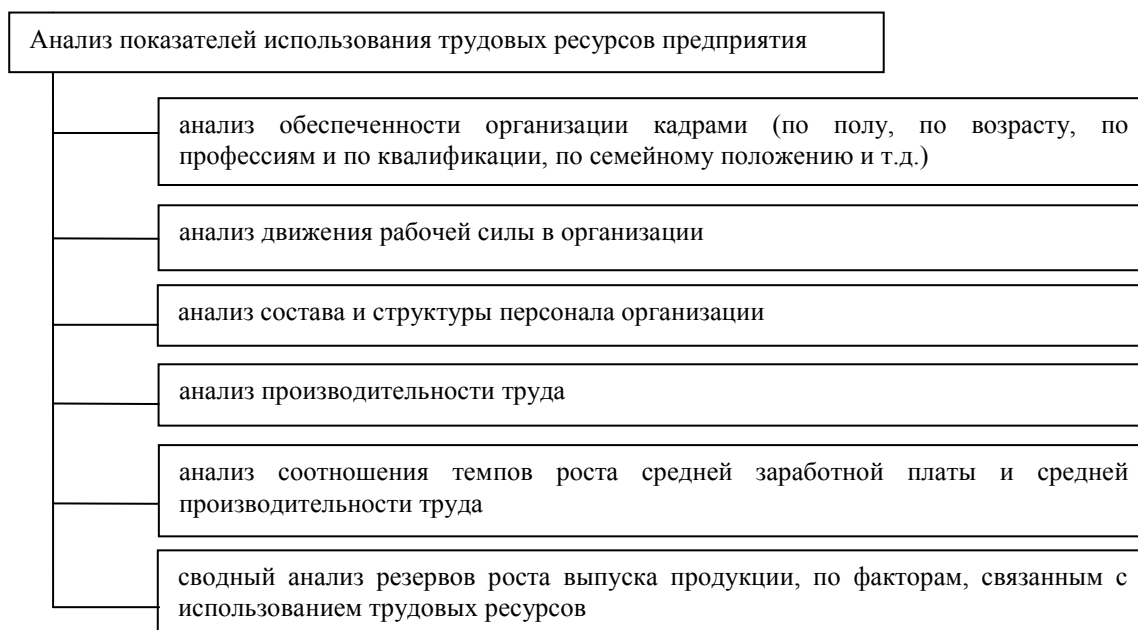 Анализ показателей использования трудовых ресурсов предприятия
анализ обеспеченности организации кадрами (по полу, по возрасту, по
профессиям и по квалификации, по семейному положению и т.д.)
анализ движения рабочей силы в организации
анализ состава и структуры персонала организации
анализ производительности труда
анализ соотношения темпов роста средней заработной платы и средней
производительности труда
сводный анализ резервов роста выпуска продукции, по факторам, связанным с
использованием трудовых ресурсов